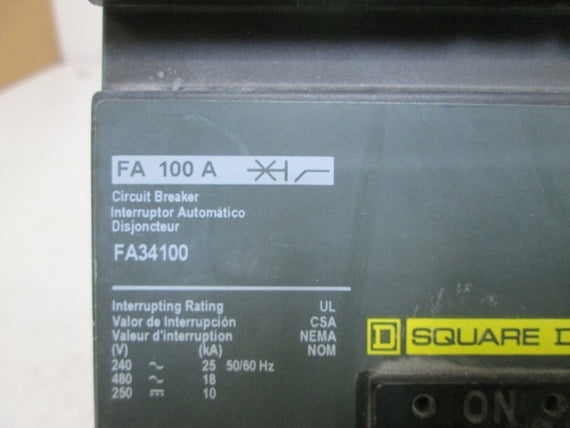 FA 100 A
Circuit Breaker
Interruptor Automático
Disjoncteur
FA34100
Interrupting Rating UL
Valor de Interrupción CSA
Valeur d'interruption NEMA
(V) (kA) NOM
240 ~ 25 50/60 Hz
480 ~ 18
250 ⎓ 10
D SQUARE D
ON